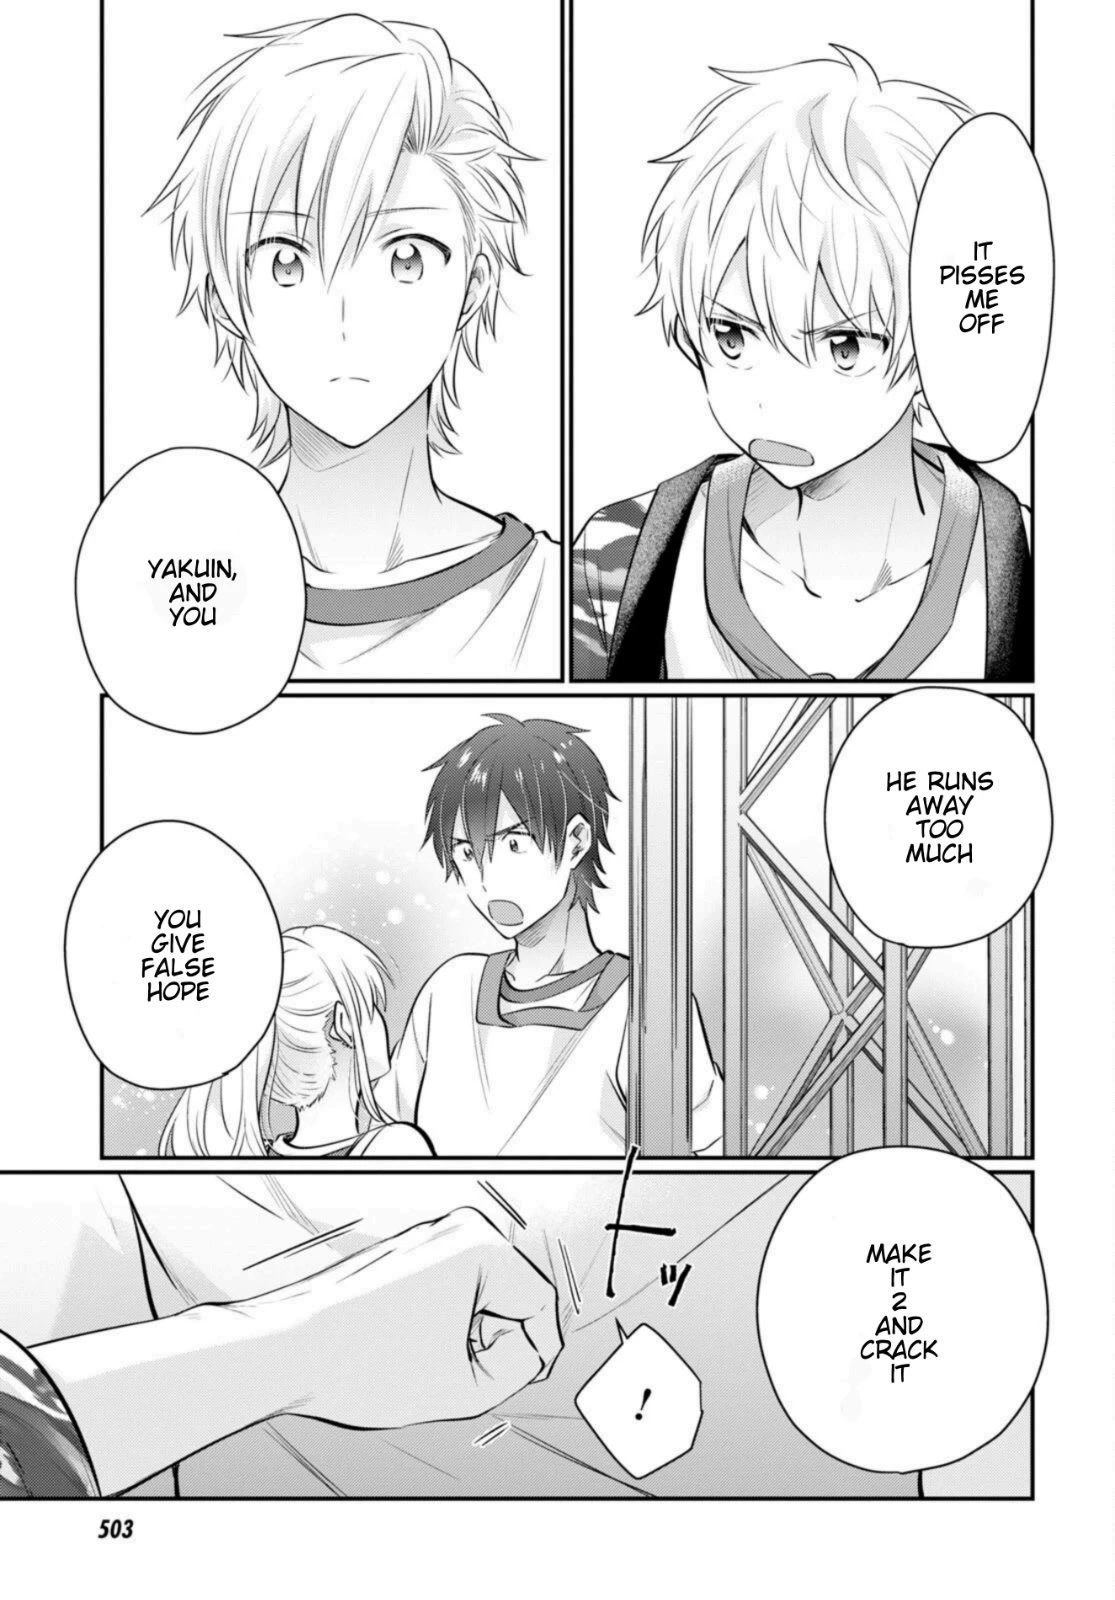 IT
PISSES
ME
OFF
YAKUIN,
AND
YOU
HE RUNS
AWAY
TOO
MUCH
YOU
GIVE
FALSE
HOPE
MAKE
IT
2
AND
CRACK
IT
トッ
!
503